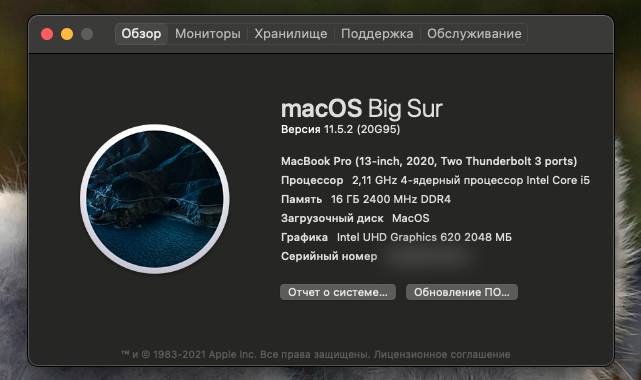 Обзор Мониторы Хранилище Поддержка Обслуживание
macOS Big Sur
Версия 11.5.2 (20G95)
MacBook Pro (13-inch, 2020, Two Thunderbolt 3 ports)
Процессор 2,11 GHz 4-ядерный процессор Intel Core i5
Память 16 ГБ 2400 MHz DDR4
Загрузочный диск MacOS
Графика Intel UHD Graphics 620 2048 МБ
Серийный номер
Отчет о системе... Обновление ПО...
™ и © 1983-2021 Apple Inc. Все права защищены. Лицензионное соглашение